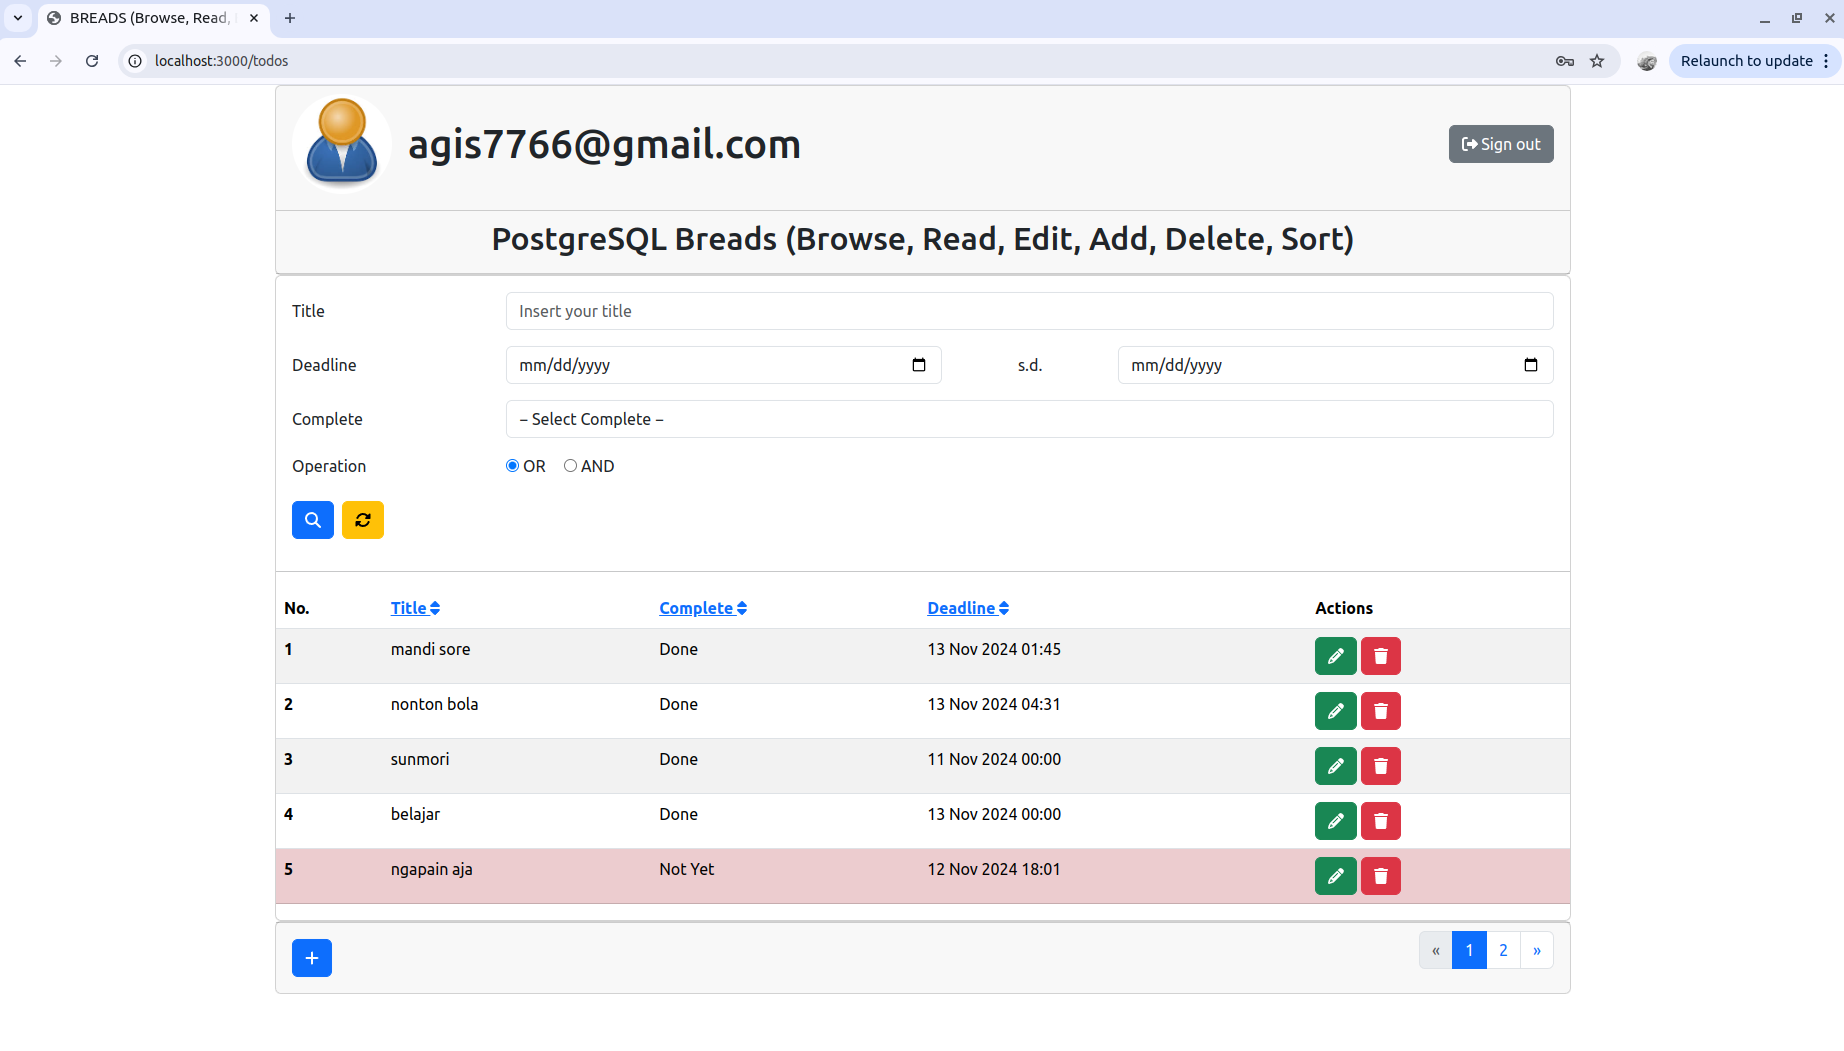 BREADS (Browse, Read,
localhost:3000/todos
Relaunch to update
agis7766@gmail.com
Sign out
PostgreSQL Breads (Browse, Read, Edit, Add, Delete, Sort)
Title
Insert your title
Deadline
mm/dd/yyyy
s.d.
mm/dd/yyyy
Complete
– Select Complete –
Operation
OR
AND
No. Title Complete Deadline Actions
1 mandi sore Done 13 Nov 2024 01:45
2 nonton bola Done 13 Nov 2024 04:31
3 sunmori Done 11 Nov 2024 00:00
4 belajar Done 13 Nov 2024 00:00
5 ngapain aja Not Yet 12 Nov 2024 18:01
« 1 2 »